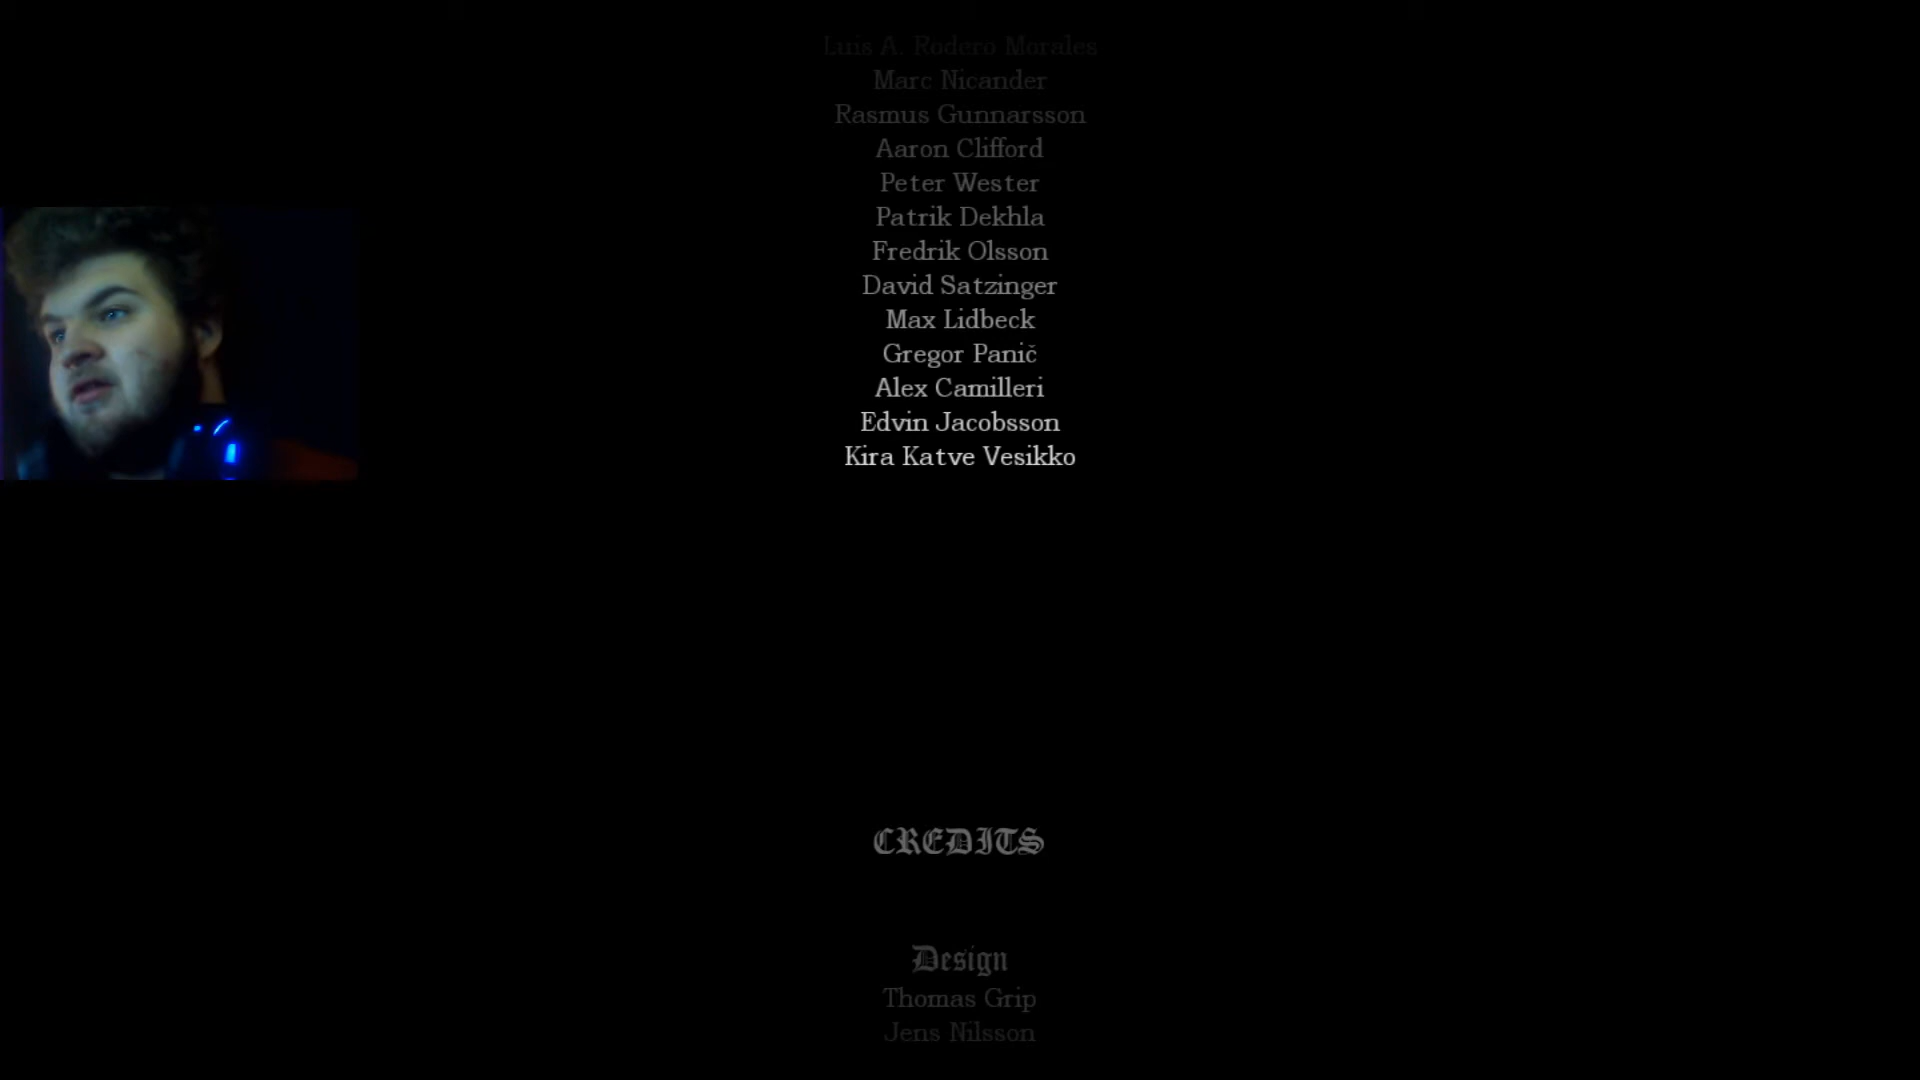 Luis A. Rodero Morales
Marc Nicander
Rasmus Gunnarsson
Aaron Clifford
Peter Wester
Patrik Dekhla
Fredrik Olsson
David Satzinger
Max Lidbeck
Gregor Panič
Alex Camilleri
Edvin Jacobsson
Kira Katve Vesikko
CREDITS
Design
Thomas Grip
Jens Nilsson